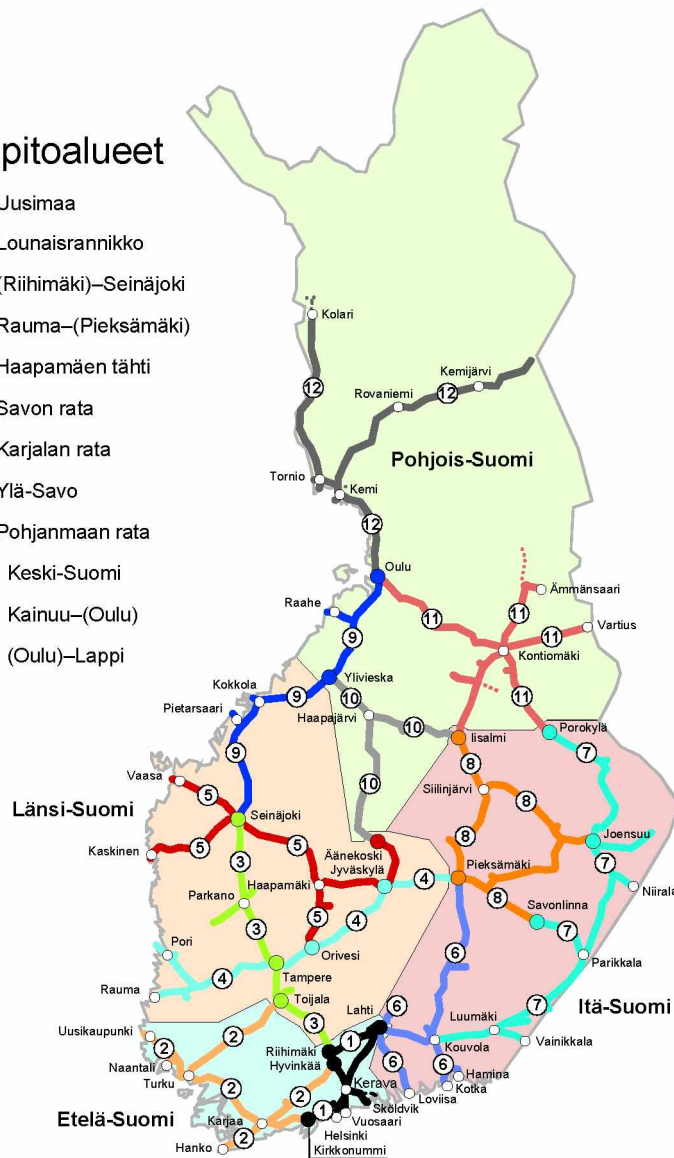 pitoalueet
Uusimaa
Lounaisrannikko
(Riihimäki)–Seinäjoki
Rauma–(Pieksämäki)
Haapamäen tähti
Savon rata
Karjalan rata
Ylä-Savo
Pohjanmaan rata
Keski-Suomi
Kainuu–(Oulu)
(Oulu)–Lappi
Kolari
Kemijärvi
12
12
Rovaniemi
Pohjois-Suomi
Tornio
Kemi
12
Oulu
Ämmänsaari
Raahe
11
11
11
Vartius
9
Kontiomäki
Ylivieska
Kokkola
9
10
11
Pietarsaari
Haapajärvi
10
Iisalmi
Porokylä
9
7
Vaasa
8
10
5
Siilinjärvi
8
Länsi-Suomi
Seinäjoki
5
5
8
Joensuu
Kaskinen
3
Äänekoski
Jyväskylä
7
Haapamäki
4
Pieksämäki
Niirala
Parkano
8
Savonlinna
5
4
3
7
Pori
Orivesi
6
4
Parikkala
Tampere
Rauma
Toijala
7
Itä-Suomi
Lahti
6
Luumäki
Uusikaupunki
3
2
1
Kouvola
Vainikkala
2
Riihimäki
Hyvinkää
Naantali
6
6
Hamina
Turku
Kerava
Kotka
2
2
Sköldvik
Loviisa
Etelä-Suomi
Karjaa
1
Vuosaari
2
Helsinki
Hanko
Kirkkonummi